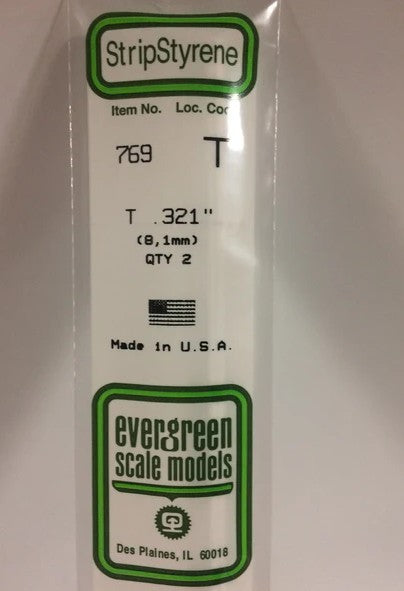 StripStyrene
Item No. Loc. Cod
769 T
T .321"
(8,1mm)
QTY 2
Made in U.S.A.
evergreen
scale models
Des Plaines, IL 60018